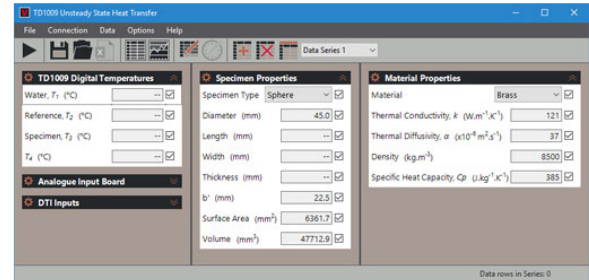 TD1009 Unsteady State Heat Transfer
File Connection Data Options Help
Data Series 1
TD1009 Digital Temperatures
Water, T₁ (°C) --
Reference, T₂ (°C) --
Specimen, T₃ (°C) --
T₄ (°C) --
Analogue Input Board
DTI Inputs
Specimen Properties
Specimen Type Sphere
Diameter (mm) 45.0
Length (mm) --
Width (mm) --
Thickness (mm) --
b' (mm) 22.5
Surface Area (mm²) 6361.7
Volume (mm³) 47712.9
Material Properties
Material Brass
Thermal Conductivity, k (W.m⁻¹.K⁻¹) 121
Thermal Diffusivity, α (x10⁻⁶ m².s⁻¹) 37
Density (kg.m⁻³) 8500
Specific Heat Capacity, Cp (J.kg⁻¹.K⁻¹) 385
Data rows in Series: 0